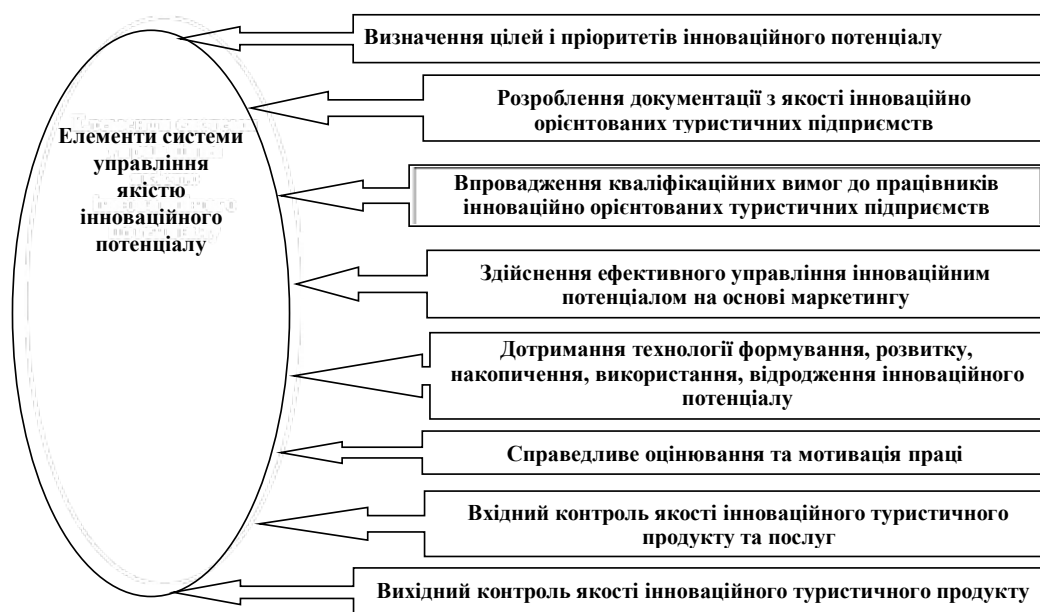 Визначення цілей і пріоритетів інноваційного потенціалу
Розроблення документації з якості інноваційно
орієнтованих туристичних підприємств
Елементи системи
управління
якістю
інноваційного
потенціалу
Впровадження кваліфікаційних вимог до працівників
інноваційно орієнтованих туристичних підприємств
Здійснення ефективного управління інноваційним
потенціалом на основі маркетингу
Дотримання технології формування, розвитку,
накопичення, використання, відродження інноваційного
потенціалу
Справедливе оцінювання та мотивація праці
Вхідний контроль якості інноваційного туристичного
продукту та послуг
Вихідний контроль якості інноваційного туристичного продукту